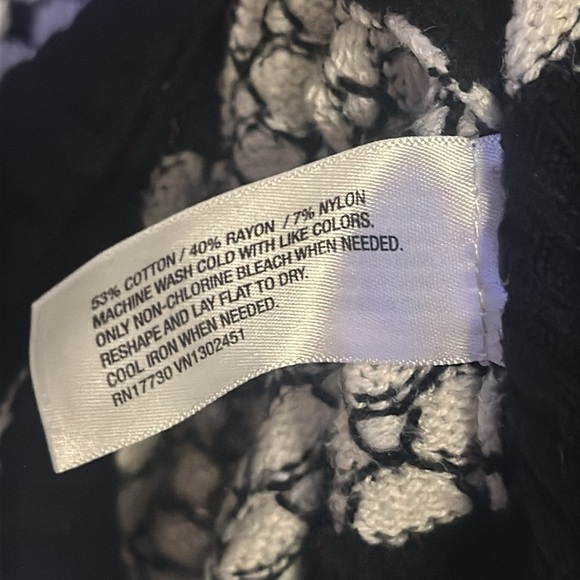 53% COTTON / 40% RAYON / 7% NYLON
MACHINE WASH COLD WITH LIKE COLORS.
ONLY NON-CHLORINE BLEACH WHEN NEEDED.
RESHAPE AND LAY FLAT TO DRY.
COOL IRON WHEN NEEDED.
RN17730 VN1302451